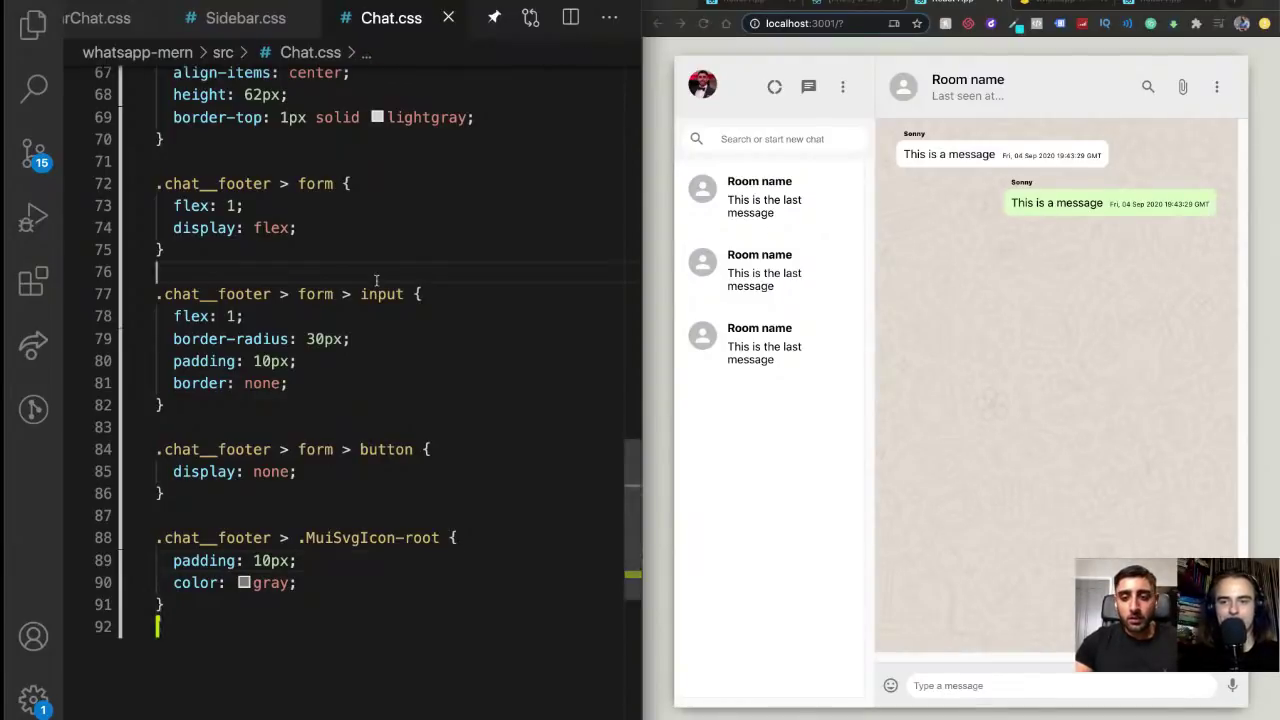 arChat.css
Sidebar.css
Chat.css
whatsapp-mern > src > # Chat.css > ...
67 align-items: center;
68 height: 62px;
69 border-top: 1px solid lightgray;
70 }
71
72 .chat__footer > form {
73 flex: 1;
74 display: flex;
75 }
76
77 .chat__footer > form > input {
78 flex: 1;
79 border-radius: 30px;
80 padding: 10px;
81 border: none;
82 }
83
84 .chat__footer > form > button {
85 display: none;
86 }
87
88 .chat__footer > .MuiSvgIcon-root {
89 padding: 10px;
90 color: gray;
91 }
92
15
1
localhost:3001/?
Search or start new chat
Room name
This is the last
message
Room name
This is the last
message
Room name
This is the last
message
Room name
Last seen at...
Sonny
This is a message Fri, 04 Sep 2020 19:43:29 GMT
Sonny
This is a message Fri, 04 Sep 2020 19:43:29 GMT
Type a message